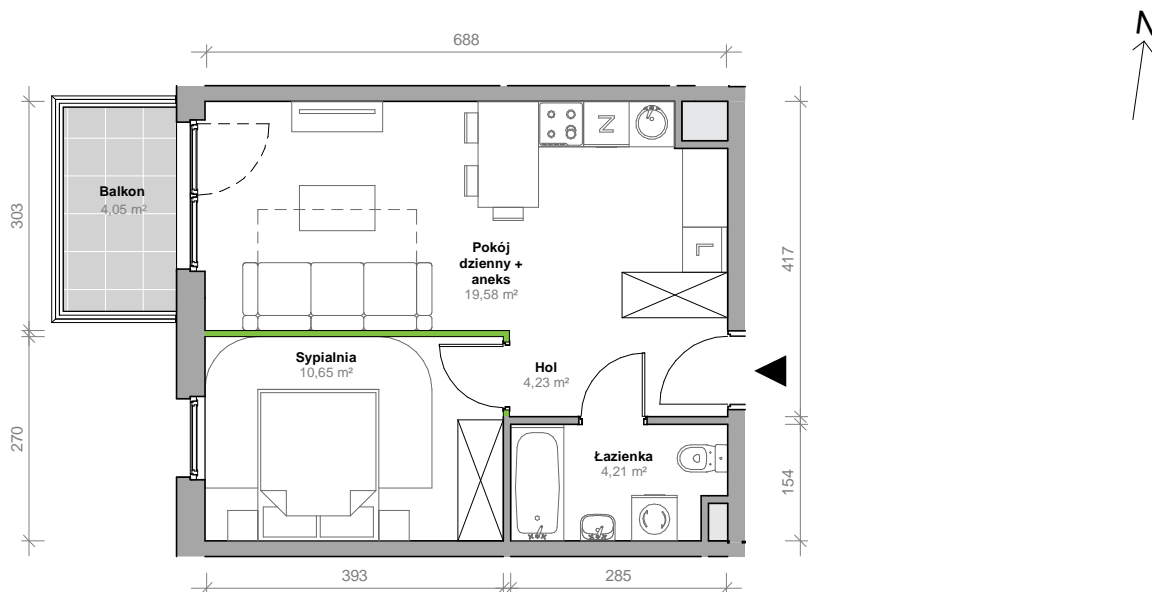 N
688
Balkon
4,05 m²
N
303
Pokój
dzienny +
aneks
19,58 m²
L
417
Sypialnia
10,65 m²
Hol
4,23 m²
270
Łazienka
4,21 m²
154
393
285